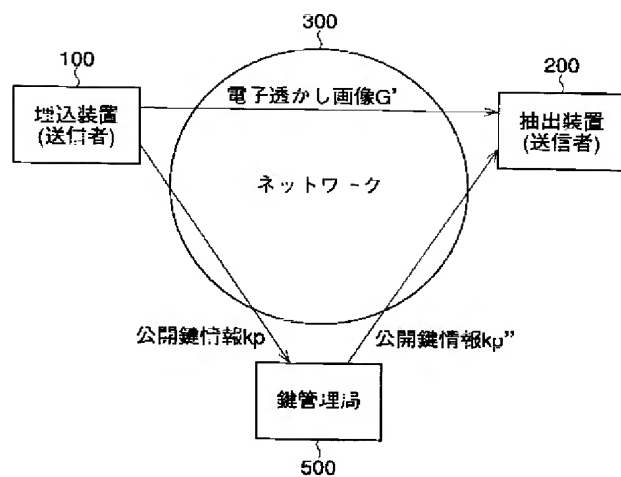 300
100
200
埋込装置
(送信者)
電子透かし画像G'
抽出装置
(送信者)
ネットワーク
公開鍵情報kp
公開鍵情報kp"
鍵管理局
500